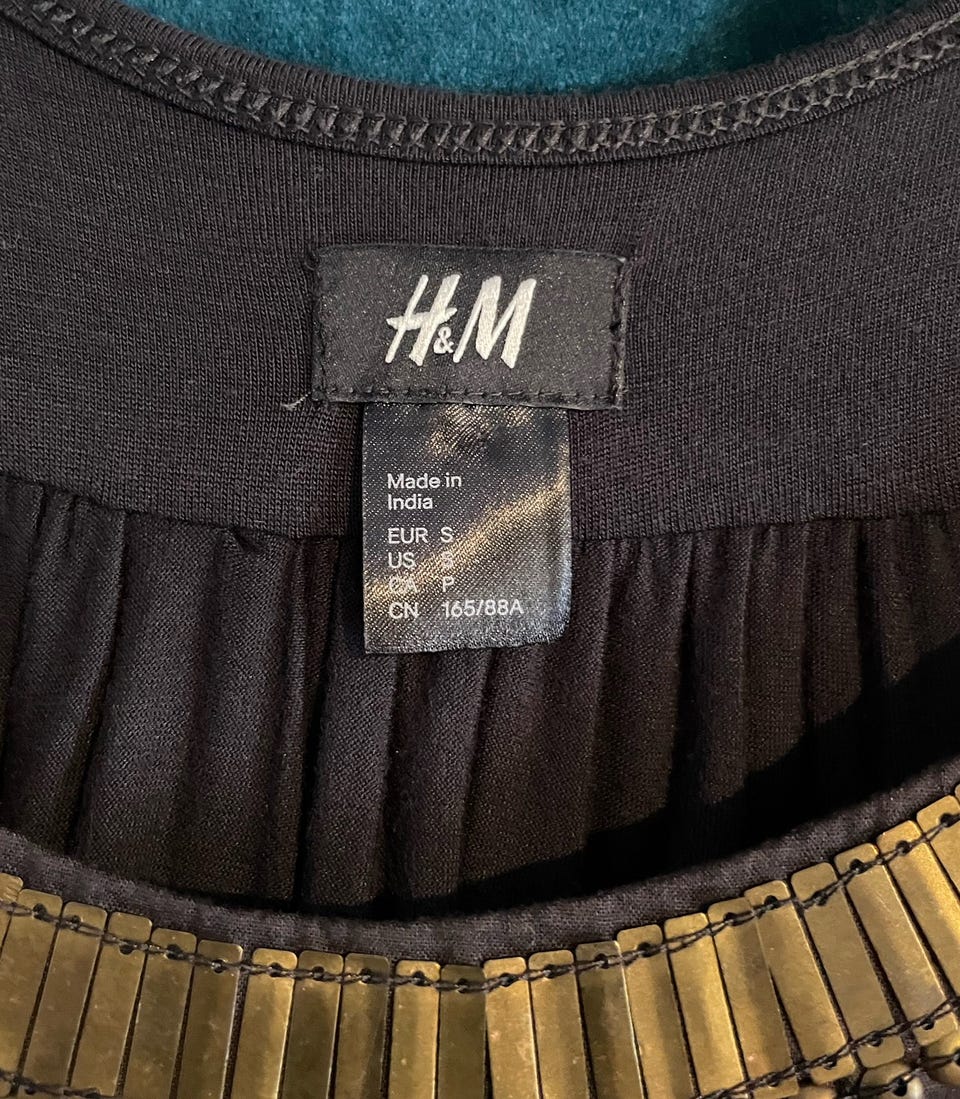 H&M
Made in
India
EUR S
US S
CA P
CN 165/88A